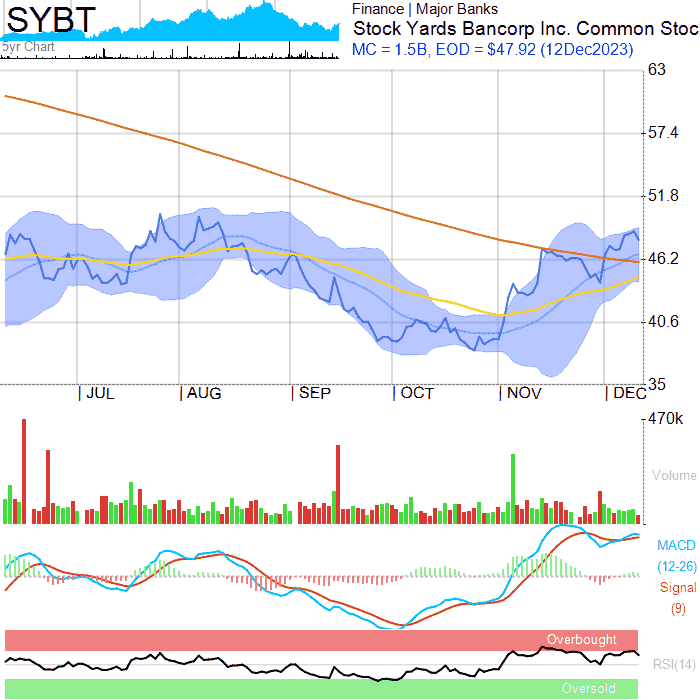 SYBT
5yr Chart
Finance | Major Banks
Stock Yards Bancorp Inc. Common Stoc
MC = 1.5B, EOD = $47.92 (12Dec2023)
63
57.4
51.8
46.2
40.6
35
JUL
AUG
SEP
OCT
NOV
DEC
470k
Volume
MACD
(12-26)
Signal
(9)
Overbought
RSI(14)
Oversold